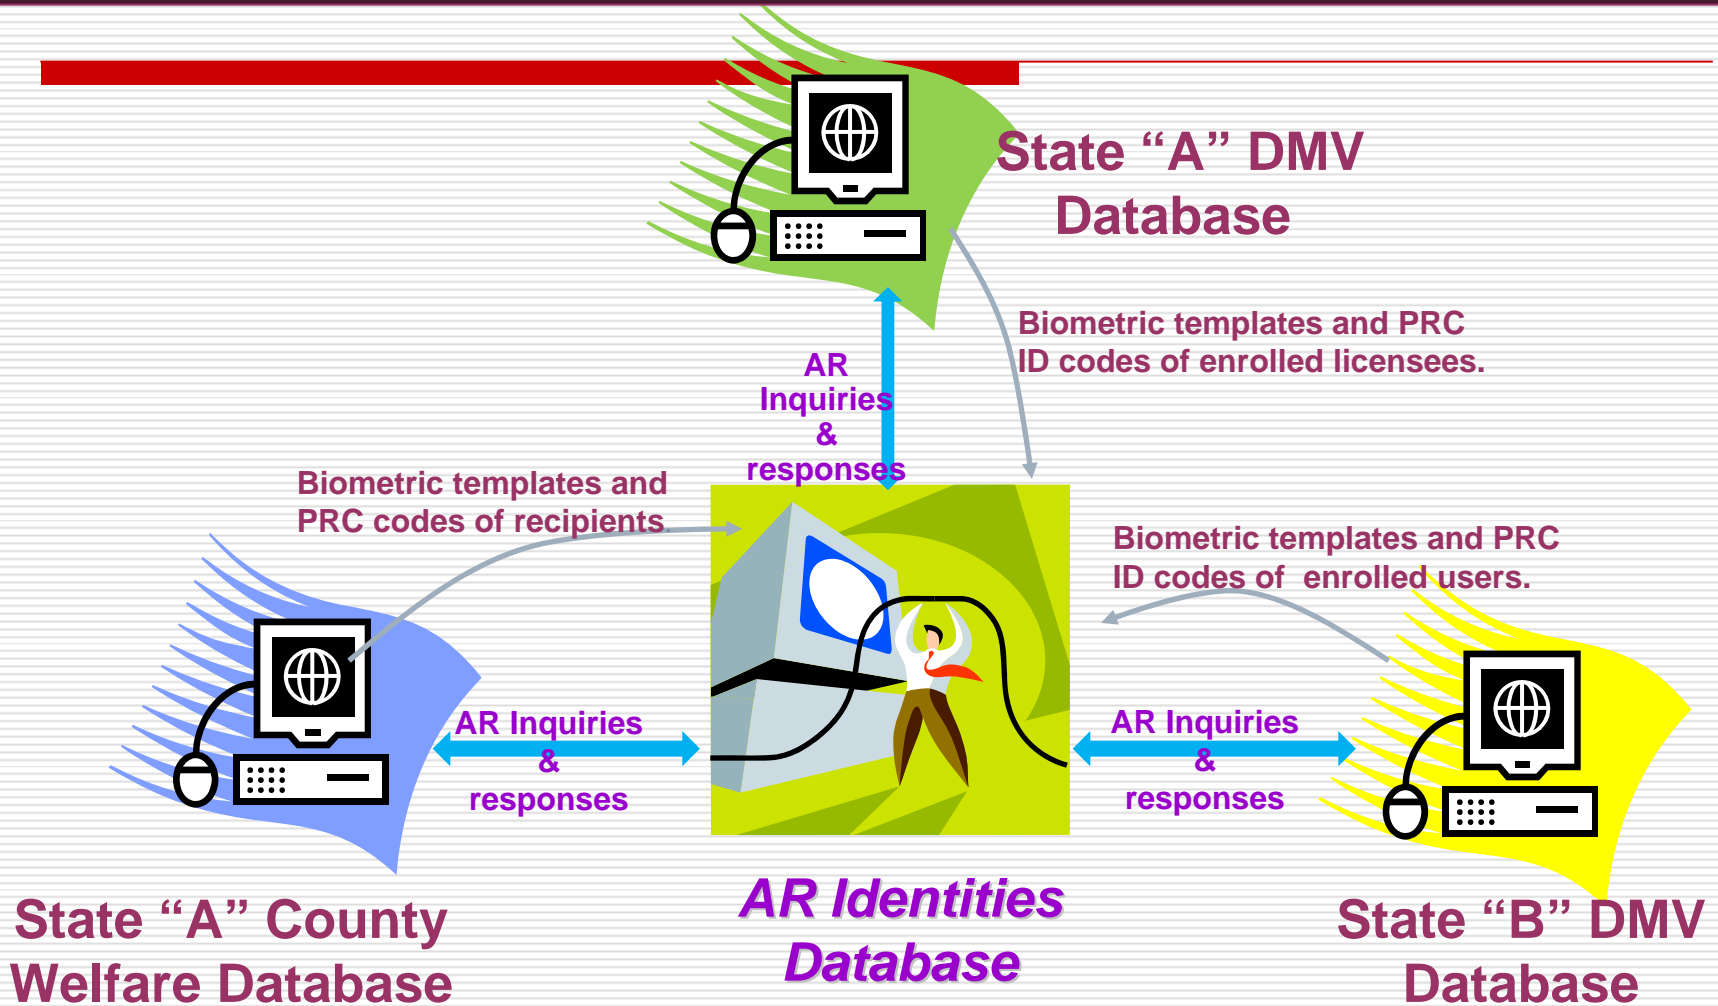 State “A” DMV
Database
Biometric templates and PRC
ID codes of enrolled licensees.
AR
Inquiries
&
responses
Biometric templates and
PRC codes of recipients.
Biometric templates and PRC
ID codes of  enrolled users.
AR Inquiries
&
responses
AR Inquiries
&
responses
AR Identities
Database
State “A” County
Welfare Database
State “B” DMV
Database